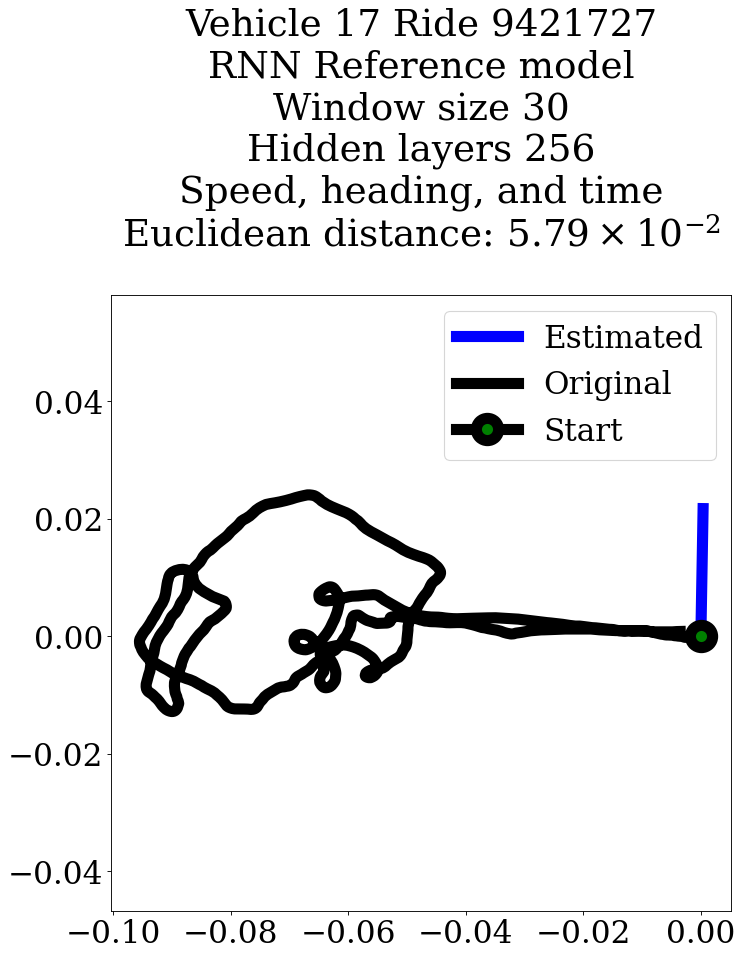 Vehicle 17 Ride 9421727
RNN Reference model
Window size 30
Hidden layers 256
Speed, heading, and time
Euclidean distance: 5.79 × 10⁻²
Estimated
Original
Start
0.04
0.02
0.00
−0.02
−0.04
−0.10 −0.08 −0.06 −0.04 −0.02 0.00